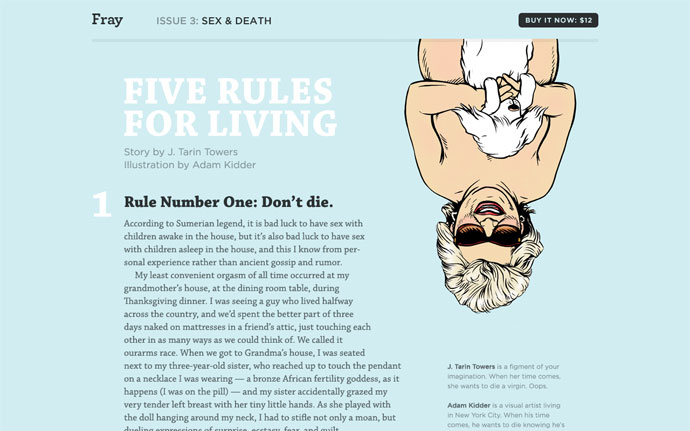 Fray
ISSUE 3: SEX & DEATH
BUY IT NOW: $12
FIVE RULES
FOR LIVING
Story by J. Tarin Towers
Illustration by Adam Kidder
1 Rule Number One: Don’t die.
According to Sumerian legend, it is bad luck to have sex with
children awake in the house, but it’s also bad luck to have sex
with children asleep in the house, and this I know from per-
sonal experience rather than ancient gossip and rumor.
My least convenient orgasm of all time occurred at my
grandmother’s house, at the dining room table, during
Thanksgiving dinner. I was seeing a guy who lived halfway
across the country, and we’d spent the better part of three
days naked on mattresses in a friend’s attic, just touching each
other in as many ways as we could think of. We called it
ourarms race. When we got to Grandma’s house, I was seated
next to my three-year-old sister, who reached up to touch the pendant
on a necklace I was wearing — a bronze African fertility goddess, as it
happens (I was on the pill) — and my sister accidentally grazed my
very tender left breast with her tiny little hands. As she played with
the doll hanging around my neck, I had to stifle not only a moan, but
dueling expressions of surprise, ecstasy, fear, and guilt.
J. Tarin Towers is a figment of your
imagination. When her time comes,
she wants to die a virgin. Oops.
Adam Kidder is a visual artist living
in New York City. When his time
comes, he wants to die knowing he’s